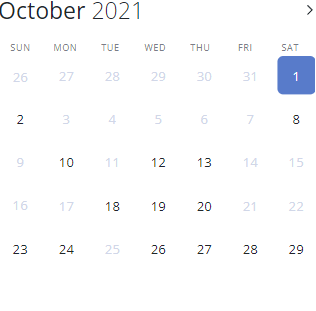 October 2021 >
SUN MON TUE WED THU FRI SAT
26 27 28 29 30 31 1
2 3 4 5 6 7 8
9 10 11 12 13 14 15
16 17 18 19 20 21 22
23 24 25 26 27 28 29